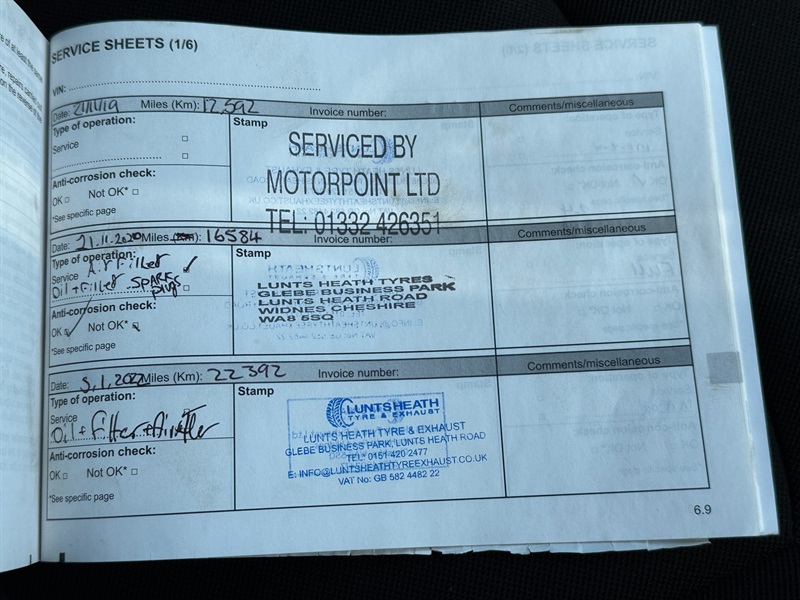 SERVICE SHEETS (1/6)
VIN:
Date: 2/11/19 Miles (Km): 12,592 Invoice number: Comments/miscellaneous
Type of operation:
Service
Anti-corrosion check:
OK Not OK*
*See specific page
Stamp
SERVICED BY
MOTORPOINT LTD
TEL: 01332 426351
Date: 21.11.2020 Miles (Km): 16584 Invoice number: Comments/miscellaneous
Type of operation:
Service Air Filter
Oil + Filter SPARKS
plugs
Anti-corrosion check:
OK Not OK*
*See specific page
Stamp
LUNTS HEATH TYRES
GLEBE BUSINESS PARK
LUNTS HEATH ROAD
WIDNES CHESHIRE
WA8 5SQ
Date: 5.1.2022 Miles (Km): 22392 Invoice number: Comments/miscellaneous
Type of operation:
Service
Oil + Filter + Air Filter
Anti-corrosion check:
OK Not OK*
*See specific page
Stamp
LUNTSHEATH
TYRE & EXHAUST
LUNTS HEATH TYRE & EXHAUST
GLEBE BUSINESS PARK, LUNTS HEATH ROAD
TEL: 0151 420 2477
E: INFO@LUNTSHEATHTYREEXHAUST.CO.UK
VAT No: GB 582 4482 22
6.9